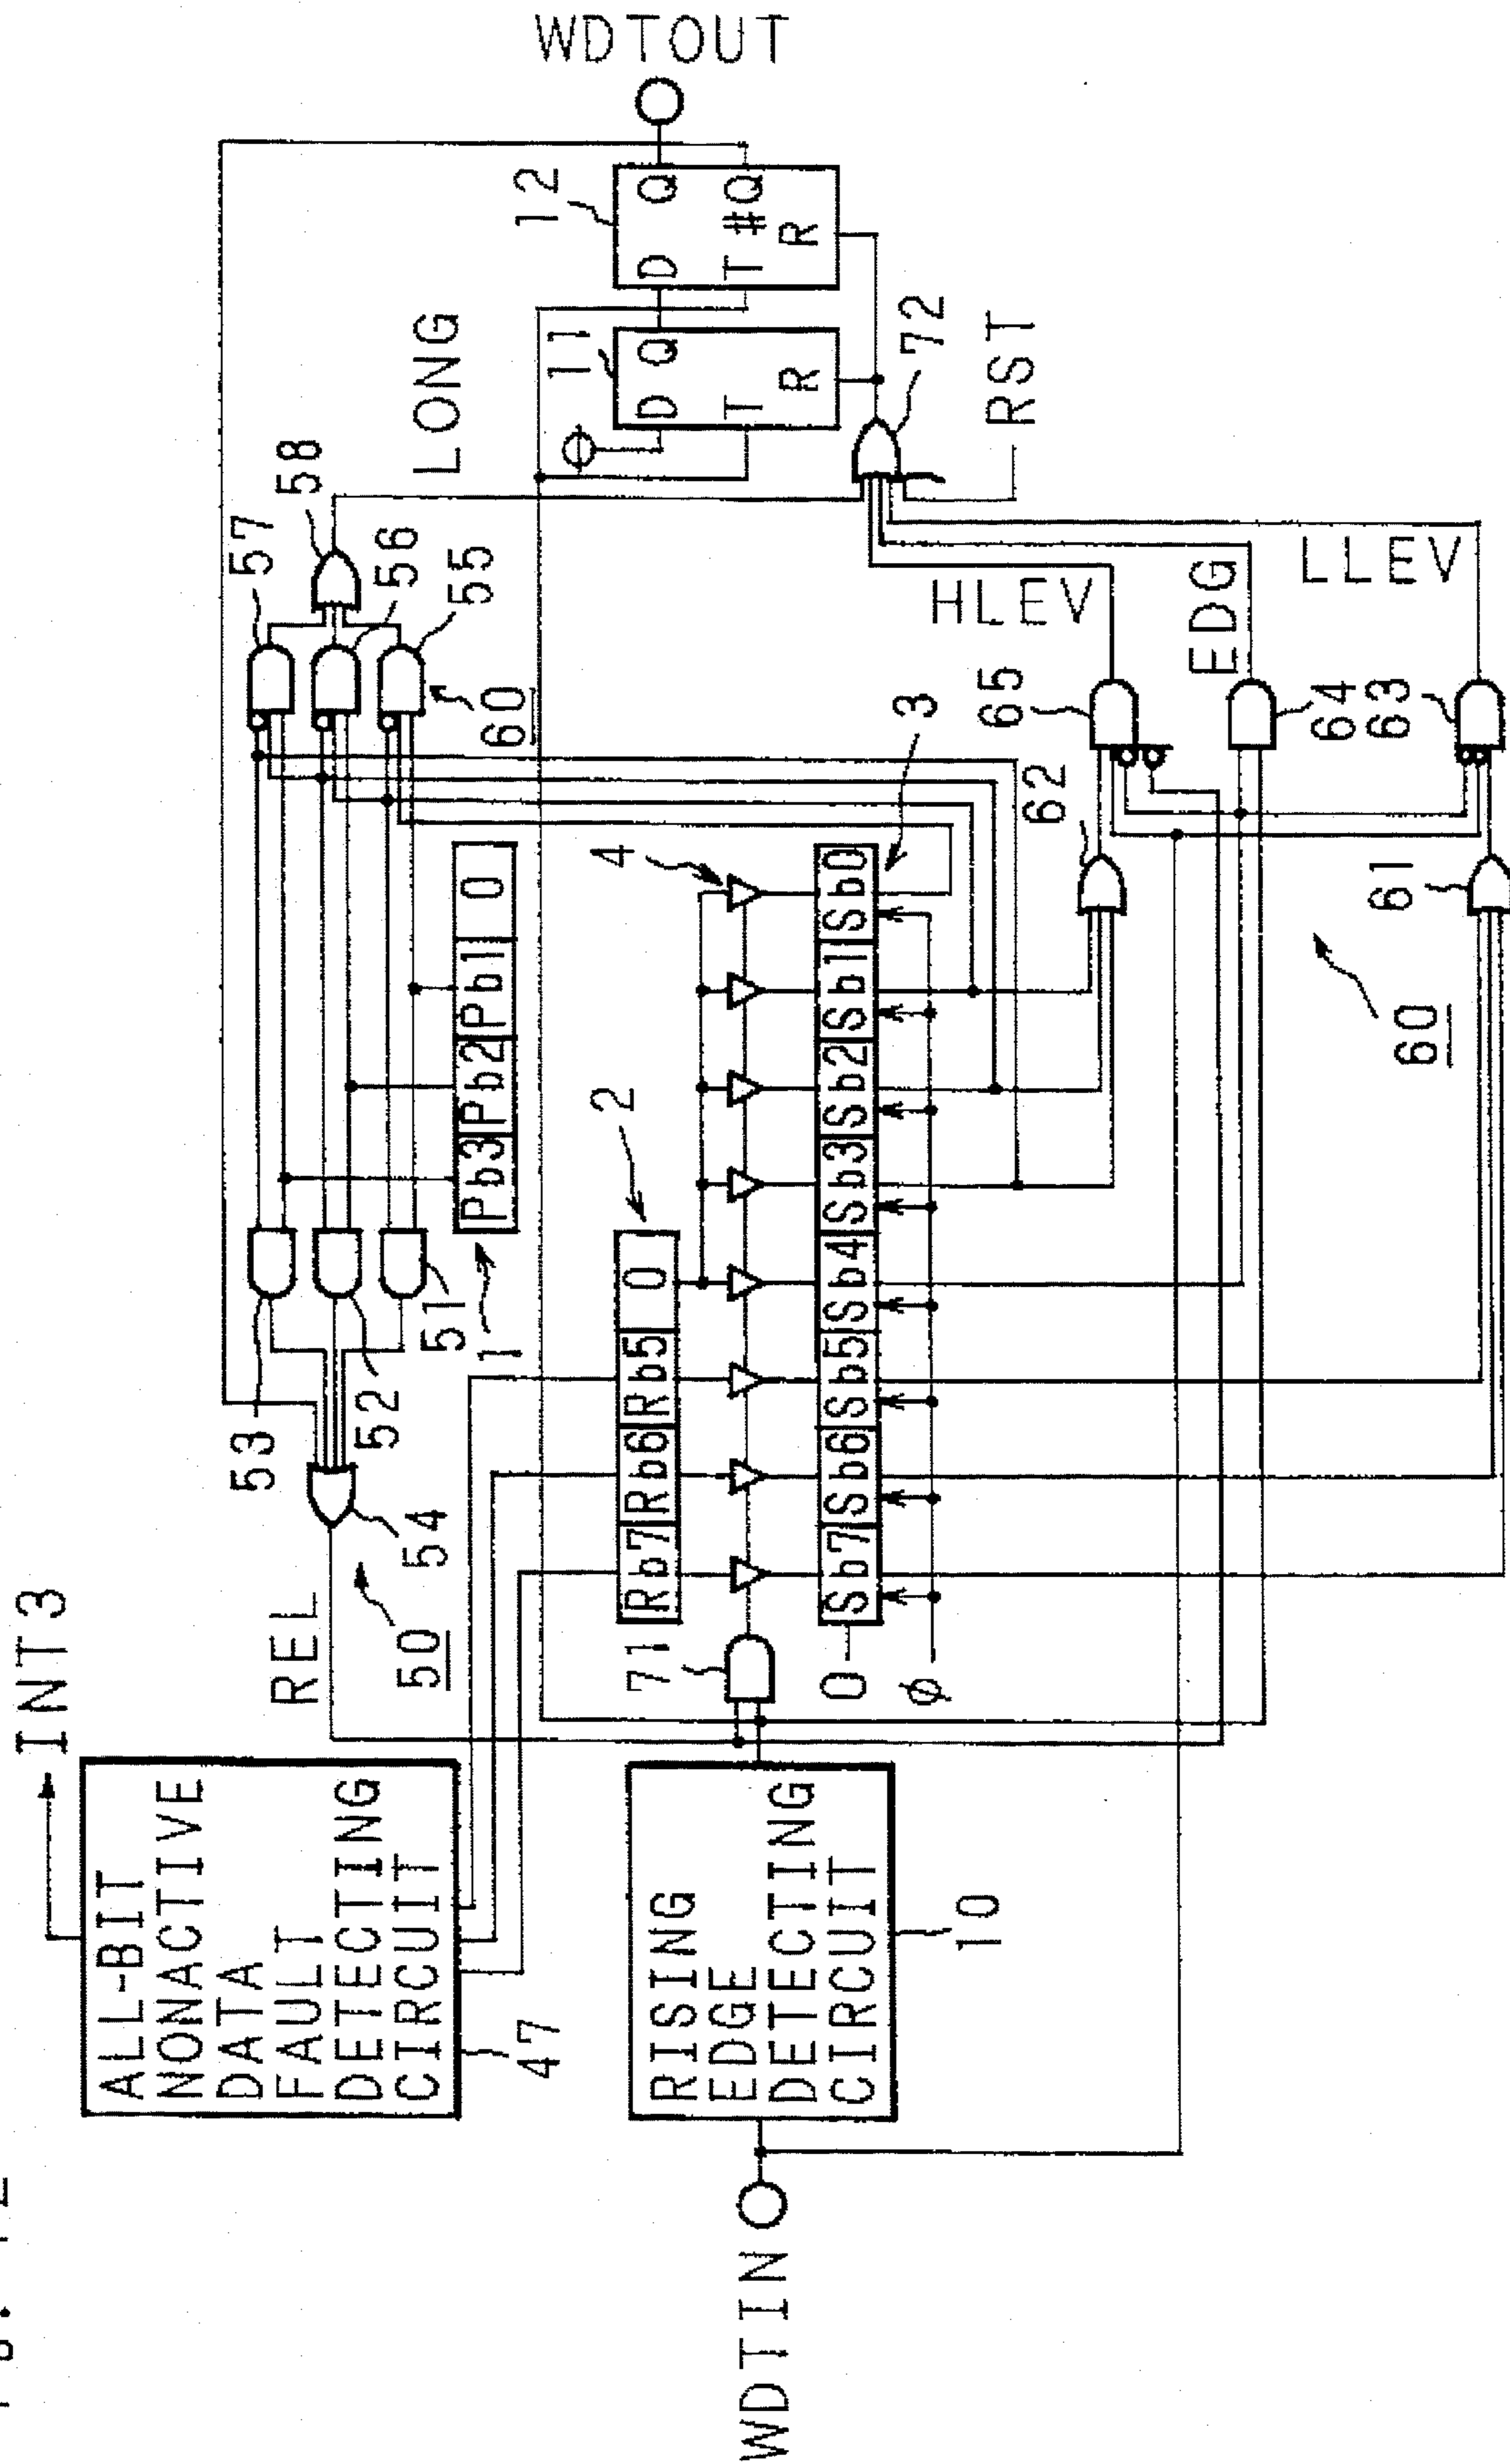 INT3
ALL-BIT
NONACTIVE
DATA
FAULT
DETECTING
CIRCUIT
47
REL
50
54
53
52
51
1
57
58
56
55
60
LONG
Pb3 Pb2 Pb1 0
2
Rb7 Rb6 Rb5 0
4
71
Sb7 Sb6 Sb5 Sb4 Sb3 Sb2 Sb1 Sb0
3
0
φ
RISING
EDGE
DETECTING
CIRCUIT
10
WDTIN
φ
11
D Q
T
R
12
D Q
T #Q
R
WDTOUT
72
RST
62
65
HLEV
EDG
64
63
LLEV
61
60